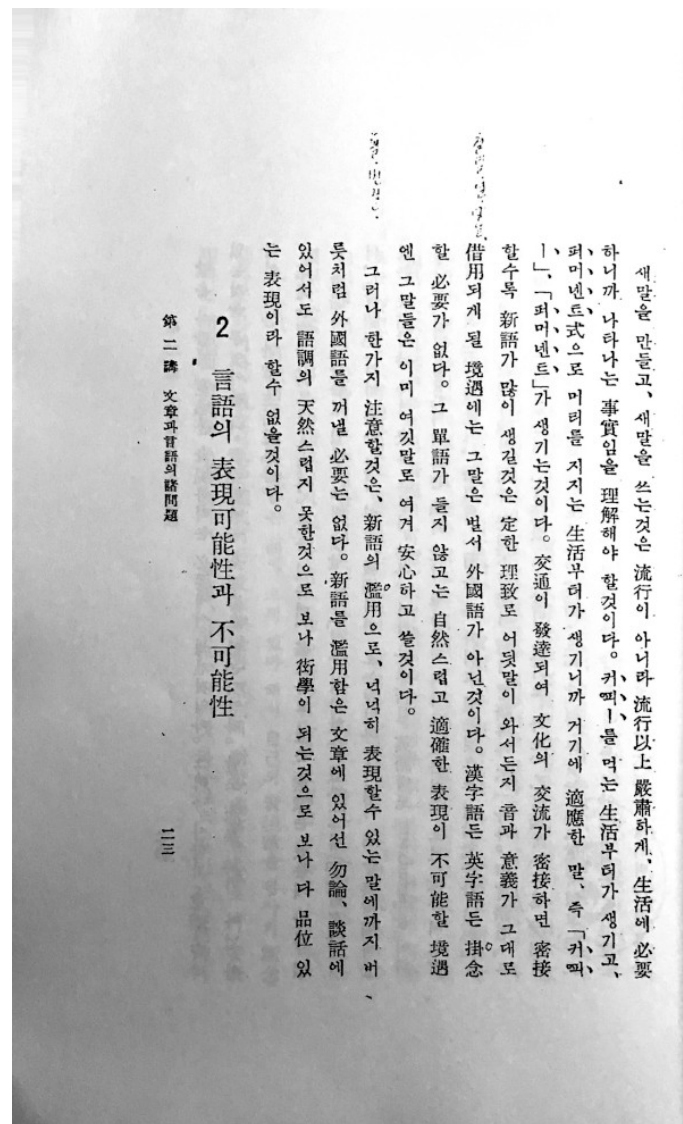 새말을 만들고、새말을 쓰는것은 流行이 아니라 流行以上 嚴肅하게、生活에 必要
하니까 나타나는 事實임을 理解해야 할것이다。커피ー를 먹는 生活부터가 생기고、
퍼머넨트式으로 머리를 지지는 生活부터가 생기니까 거기에 適應한 말、즉「커피
ー」、「퍼머넨트」가 생기는것이다。交通이 發達되여 文化의 交流가 密接하면 密接
할수록 新語가 많이 생길것은 定한 理致로 어딋말이 와서든지 音과 意義가 그대로
借用되게 될 境遇에는 그말은 벌서 外國語가 아닌것이다。漢字語든 英字語든 掛念
할 必要가 없다。그 單語가 들지 않고는 自然스럽고 適確한 表現이 不可能할 境遇
엔 그말들은 이미 여깃말로 여겨 安心하고 쓸것이다。
그러나 한가지 注意할것은、新語의 濫用으로、넉넉히 表現할수 있는 말에까지 버
릇처럼 外國語를 꺼낼 必要는 없다。新語를 濫用함은 文章에 있어선 勿論、談話에
있어서도 語調의 天然스럽지 못한것으로 보나 衒學이 되는것으로 보나 다 品位 있
는 表現이라 할수 없을것이다。
2 言語의 表現可能性과 不可能性
第二講 文章과言語의諸問題 二三